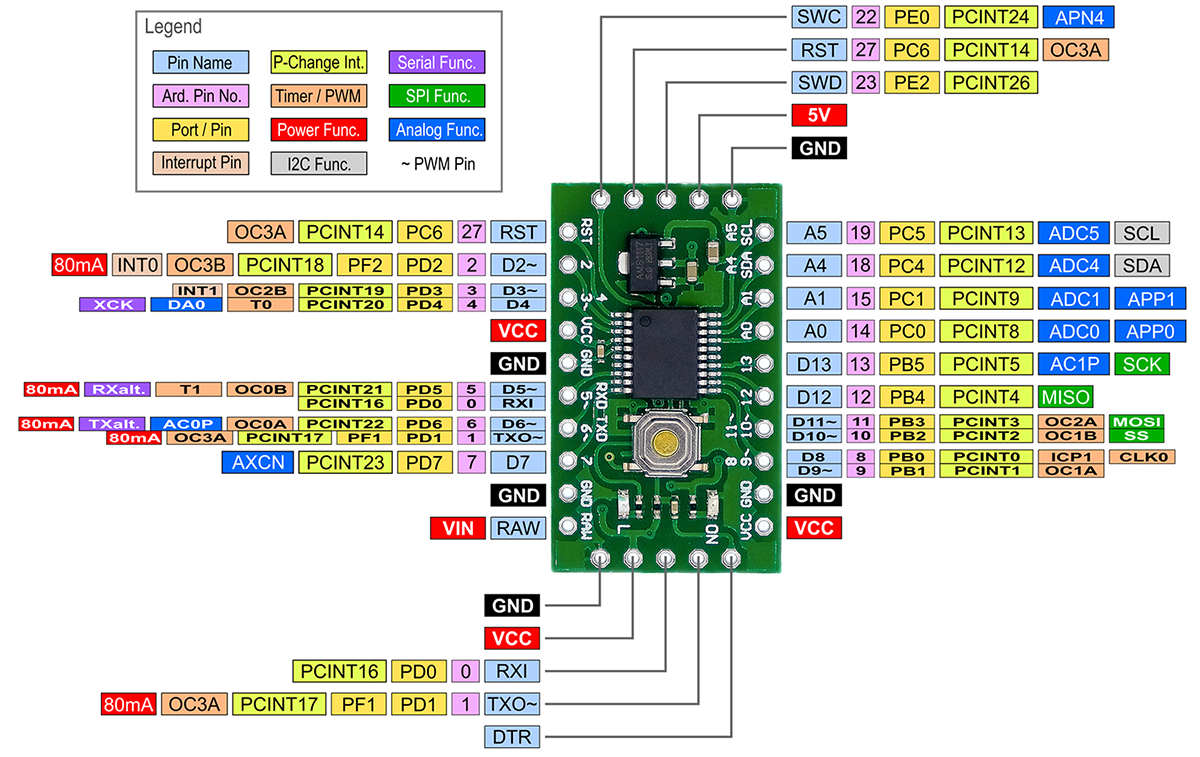 Legend
Pin Name P-Change Int. Serial Func.
Ard. Pin No. Timer / PWM SPI Func.
Port / Pin Power Func. Analog Func.
Interrupt Pin I2C Func. ~ PWM Pin
SWC 22 PE0 PCINT24 APN4
RST 27 PC6 PCINT14 OC3A
SWD 23 PE2 PCINT26
5V
GND
OC3A PCINT14 PC6 27 RST
80mA INT0 OC3B PCINT18 PF2 PD2 2 D2~
INT1 OC2B PCINT19 PD3 3 D3~
XCK DA0 T0 PCINT20 PD4 4 D4
VCC
GND
80mA RXalt. T1 OC0B PCINT21 PD5 5 D5~
PCINT16 PD0 0 RXI
80mA TXalt. AC0P OC0A PCINT22 PD6 6 D6~
80mA OC3A PCINT17 PF1 PD1 1 TXO~
AXCN PCINT23 PD7 7 D7
GND
VIN RAW
RST
2
3~ 4
VCC
GND
5~ RXD
6~ TXD
7
GND
RAW
L
ON
A5 SCL
A4 SDA
A1
A0
13
12
11~ 10~
8 9~
GND
VCC
A5 19 PC5 PCINT13 ADC5 SCL
A4 18 PC4 PCINT12 ADC4 SDA
A1 15 PC1 PCINT9 ADC1 APP1
A0 14 PC0 PCINT8 ADC0 APP0
D13 13 PB5 PCINT5 AC1P SCK
D12 12 PB4 PCINT4 MISO
D11~ 11 PB3 PCINT3 OC2A MOSI
D10~ 10 PB2 PCINT2 OC1B SS
D8 8 PB0 PCINT0 ICP1 CLK0
D9~ 9 PB1 PCINT1 OC1A
GND
VCC
GND
VCC
PCINT16 PD0 0 RXI
80mA OC3A PCINT17 PF1 PD1 1 TXO~
DTR